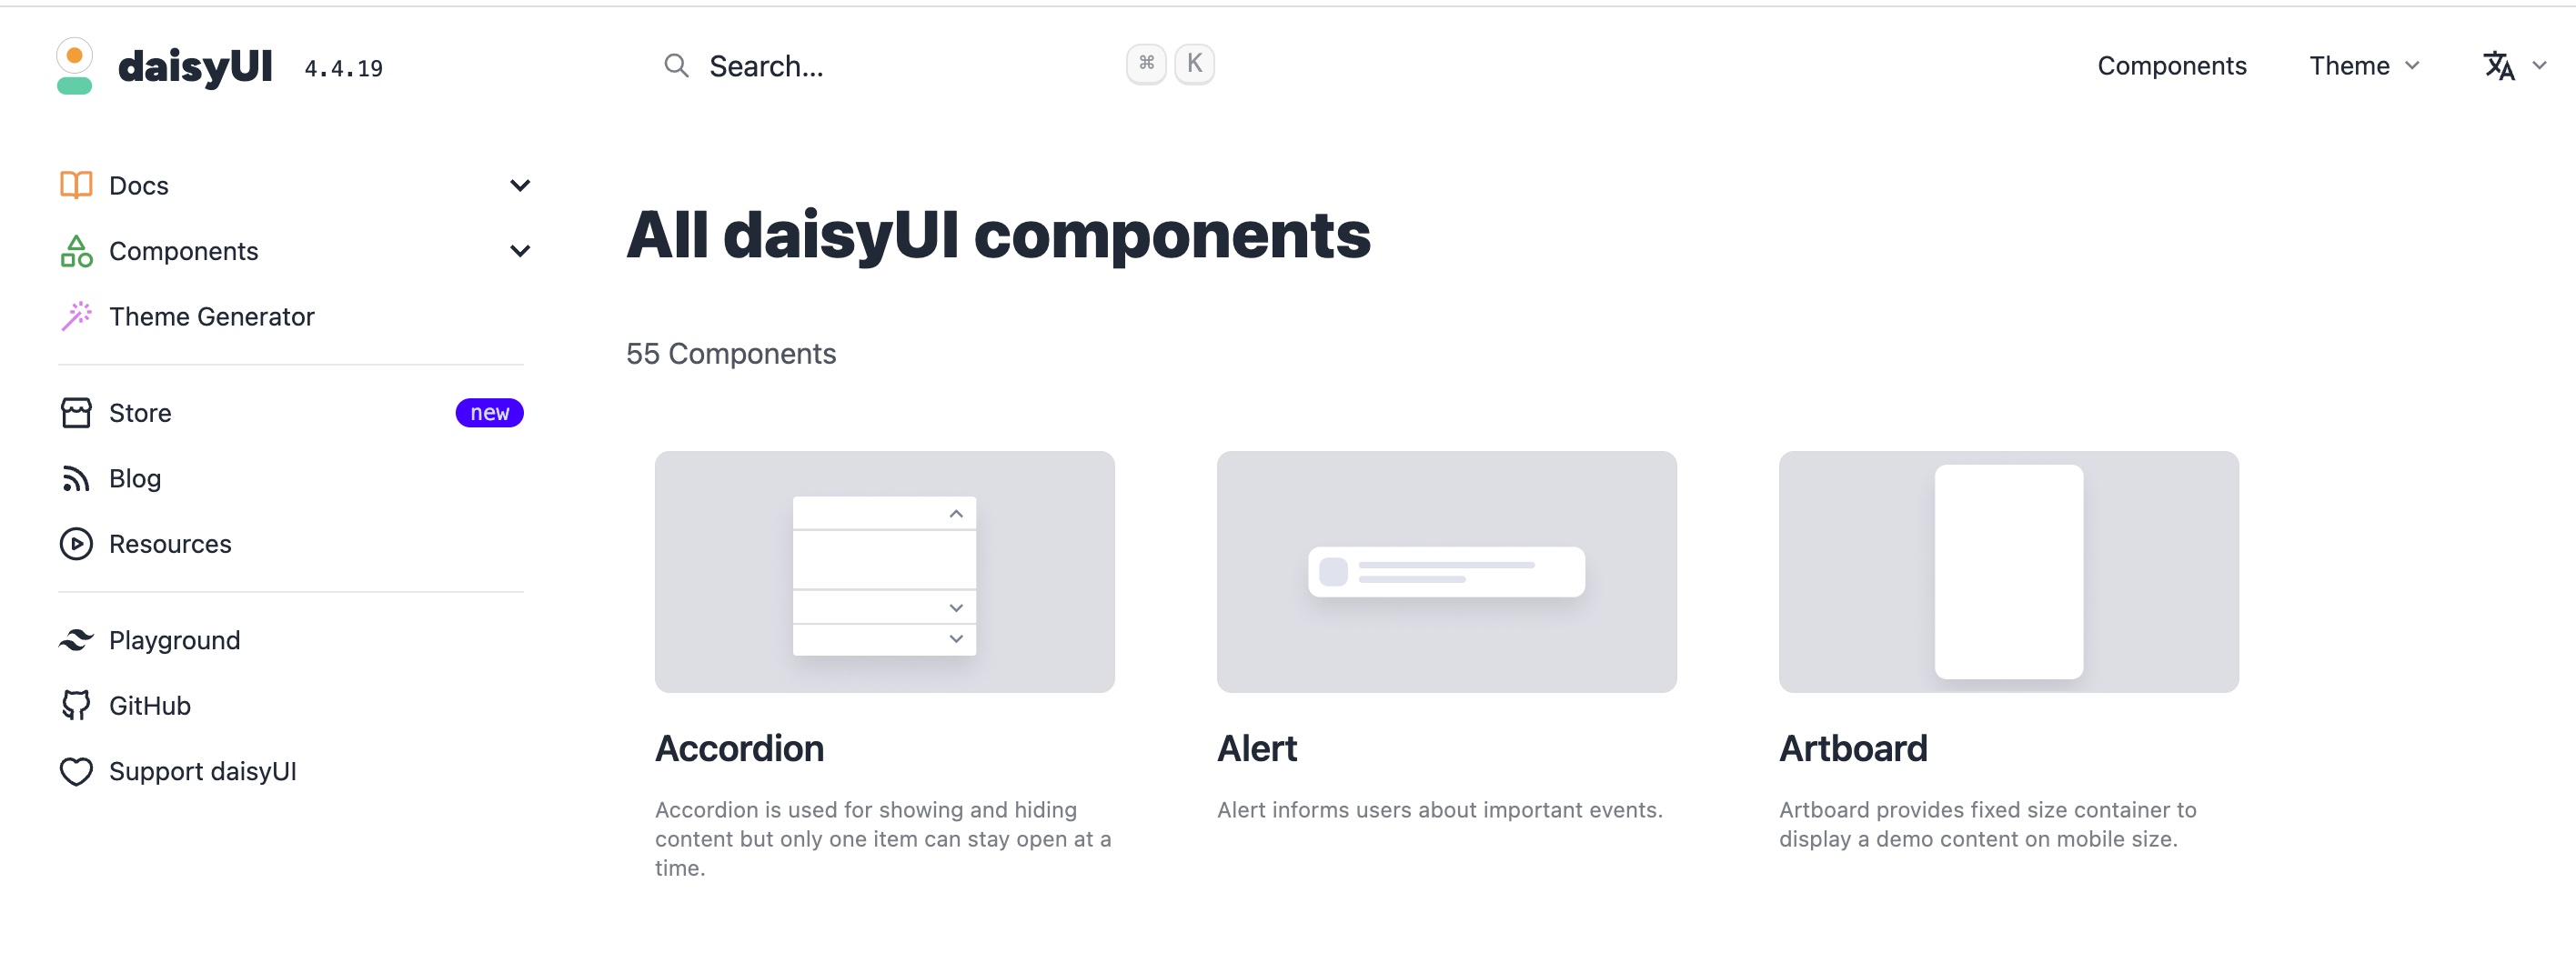 daisyUI 4.4.19
Search...
⌘ K
Components
Theme
Docs
Components
Theme Generator
Store new
Blog
Resources
Playground
GitHub
Support daisyUI
All daisyUI components
55 Components
Accordion
Accordion is used for showing and hiding
content but only one item can stay open at a
time.
Alert
Alert informs users about important events.
Artboard
Artboard provides fixed size container to
display a demo content on mobile size.